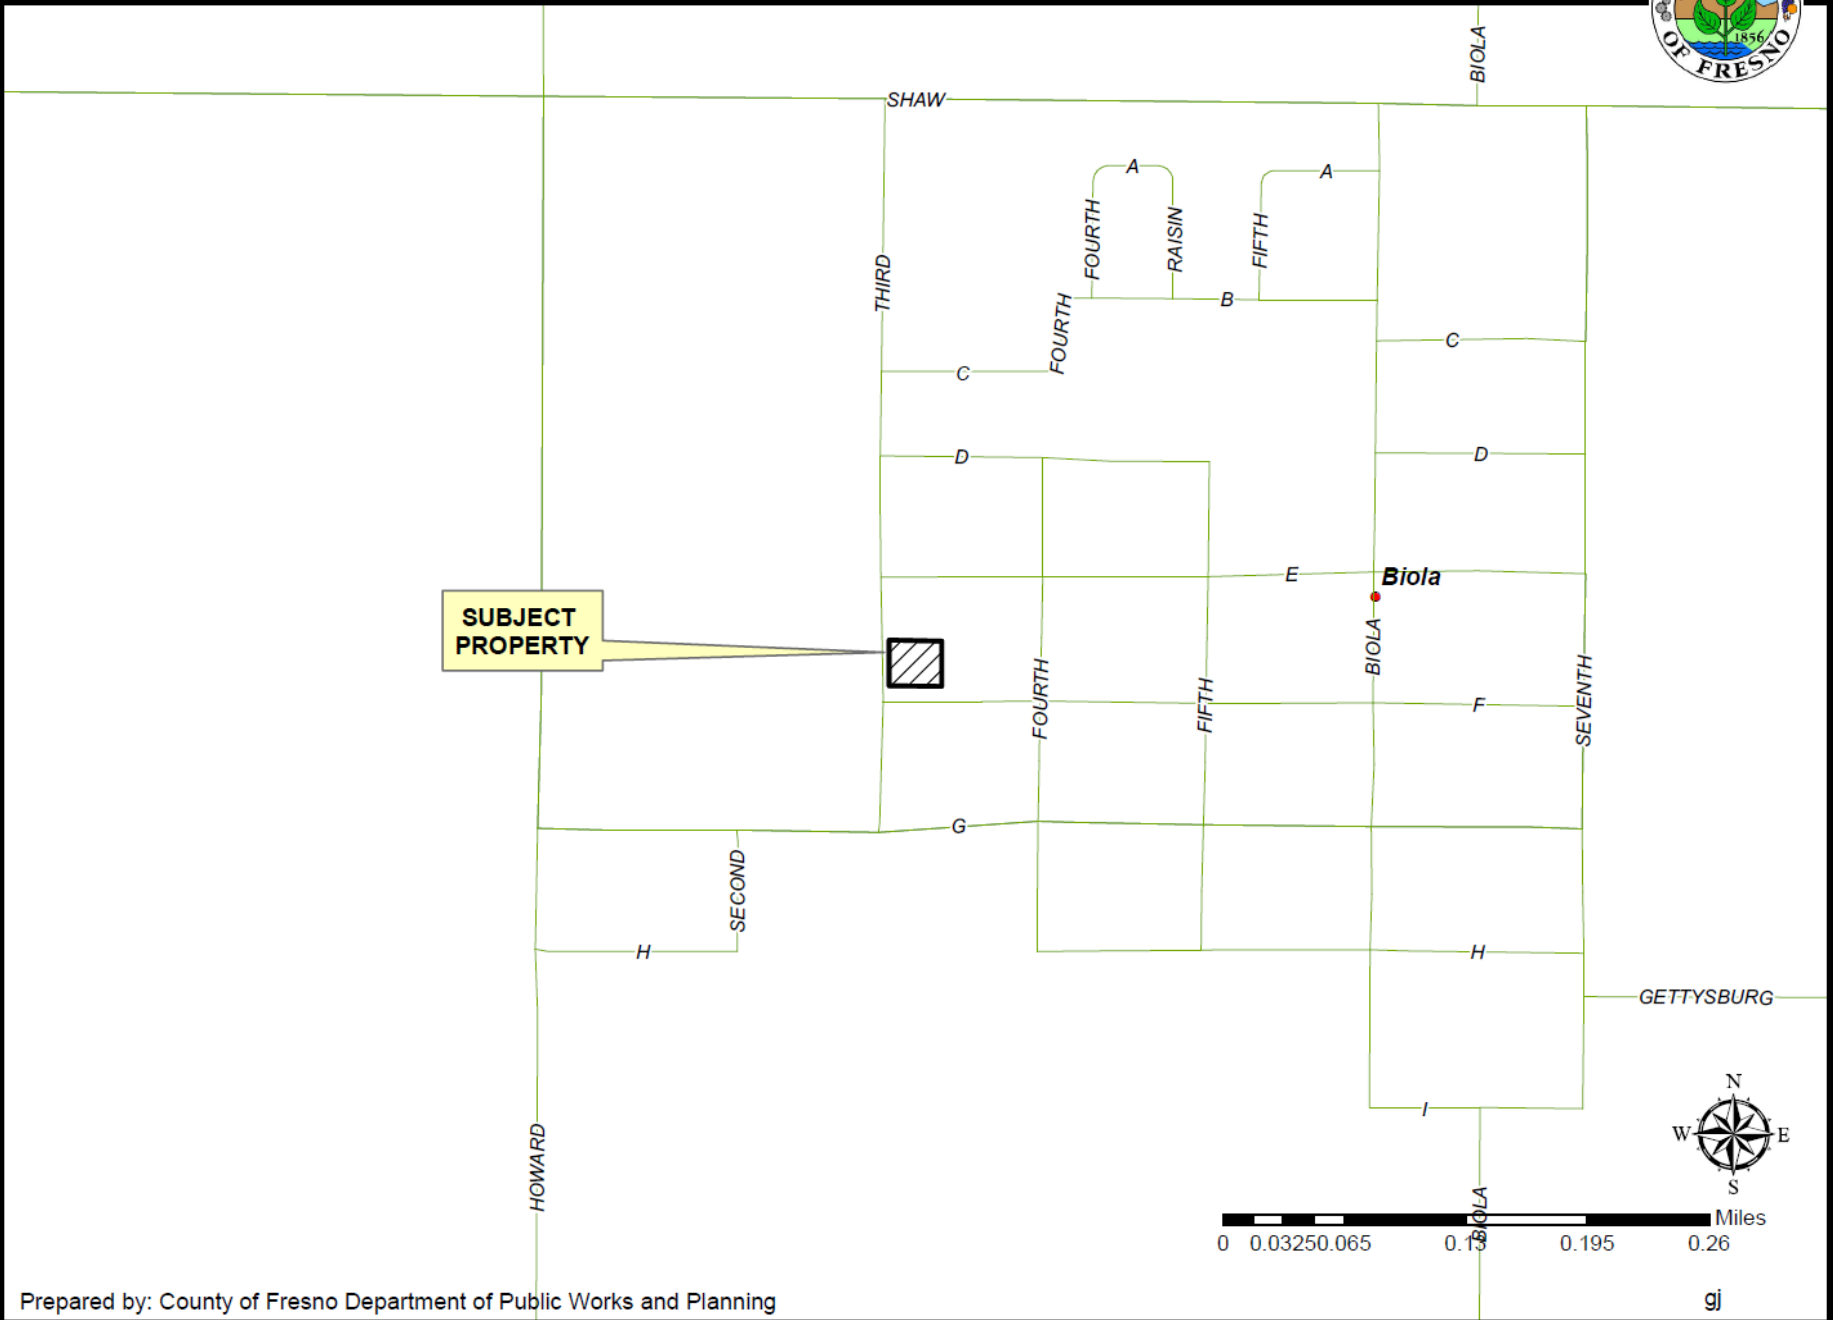 BIOLA
1856
OF FRESNO
SHAW
A
A
FOURTH
RAISIN
FIFTH
THIRD
B
FOURTH
C
C
D
D
E
Biola
SUBJECT
PROPERTY
BIOLA
FOURTH
FIFTH
SEVENTH
F
G
SECOND
H
H
GETTYSBURG
N
W
E
S
I
HOWARD
BIOLA
Miles
0 0.0325 0.065 0.13 0.195 0.26
Prepared by: County of Fresno Department of Public Works and Planning
gj